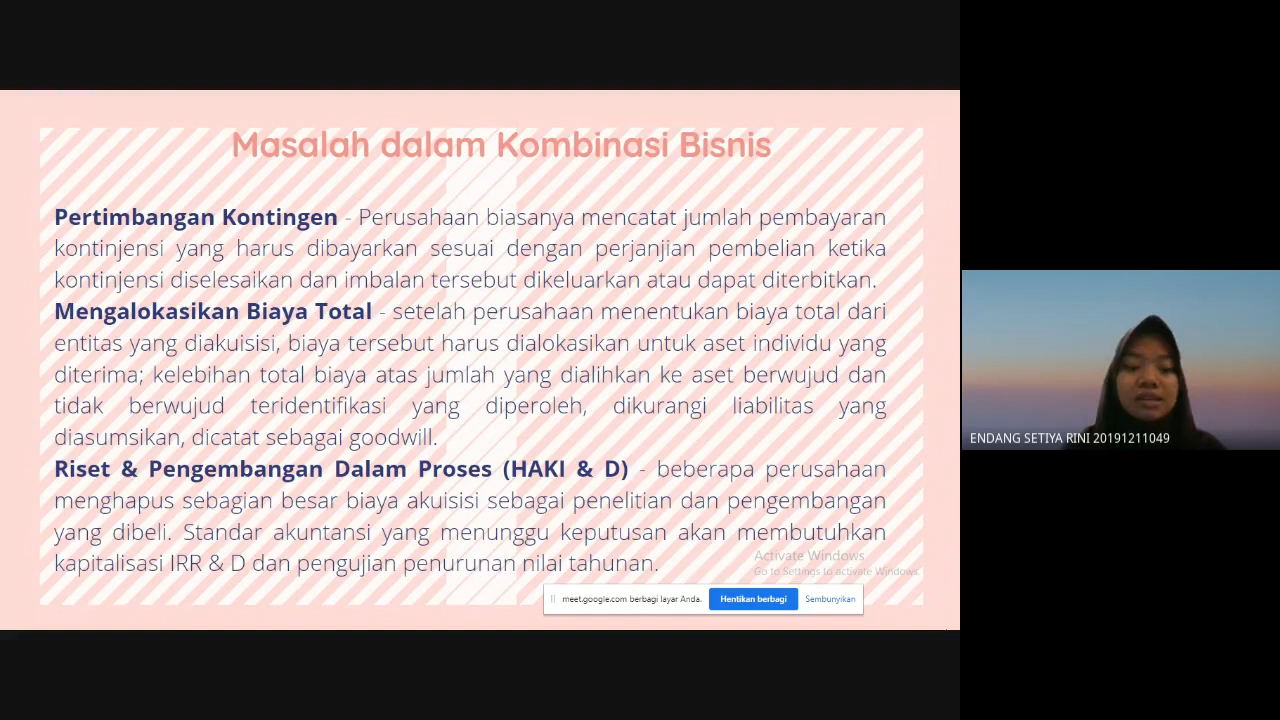 Masalah dalam Kombinasi Bisnis
Pertimbangan Kontingen - Perusahaan biasanya mencatat jumlah pembayaran
kontinjensi yang harus dibayarkan sesuai dengan perjanjian pembelian ketika
kontinjensi diselesaikan dan imbalan tersebut dikeluarkan atau dapat diterbitkan.
Mengalokasikan Biaya Total - setelah perusahaan menentukan biaya total dari
entitas yang diakuisisi, biaya tersebut harus dialokasikan untuk aset individu yang
diterima; kelebihan total biaya atas jumlah yang dialihkan ke aset berwujud dan
tidak berwujud teridentifikasi yang diperoleh, dikurangi liabilitas yang
diasumsikan, dicatat sebagai goodwill.
Riset & Pengembangan Dalam Proses (HAKI & D) - beberapa perusahaan
menghapus sebagian besar biaya akuisisi sebagai penelitian dan pengembangan
yang dibeli. Standar akuntansi yang menunggu keputusan akan membutuhkan
kapitalisasi IRR & D dan pengujian penurunan nilai tahunan.
Activate Windows
Go to Settings to activate Windows.
meet.google.com berbagi layar Anda.
Hentikan berbagi
Sembunyikan
ENDANG SETIYA RINI 20191211049